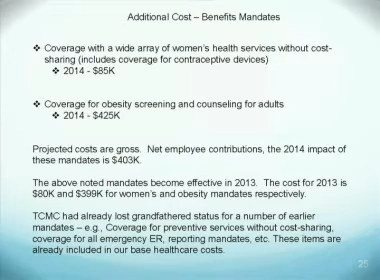 Additional Cost – Benefits Mandates
❖ Coverage with a wide array of women's health services without cost-
sharing (includes coverage for contraceptive devices)
❖ 2014 - $85K
❖ Coverage for obesity screening and counseling for adults
❖ 2014 - $425K
Projected costs are gross. Net employee contributions, the 2014 impact of
these mandates is $403K.
The above noted mandates become effective in 2013. The cost for 2013 is
$80K and $399K for women's and obesity mandates respectively.
TCMC had already lost grandfathered status for a number of earlier
mandates – e.g., Coverage for preventive services without cost-sharing,
coverage for all emergency ER, reporting mandates, etc. These items are
already included in our base healthcare costs.
25